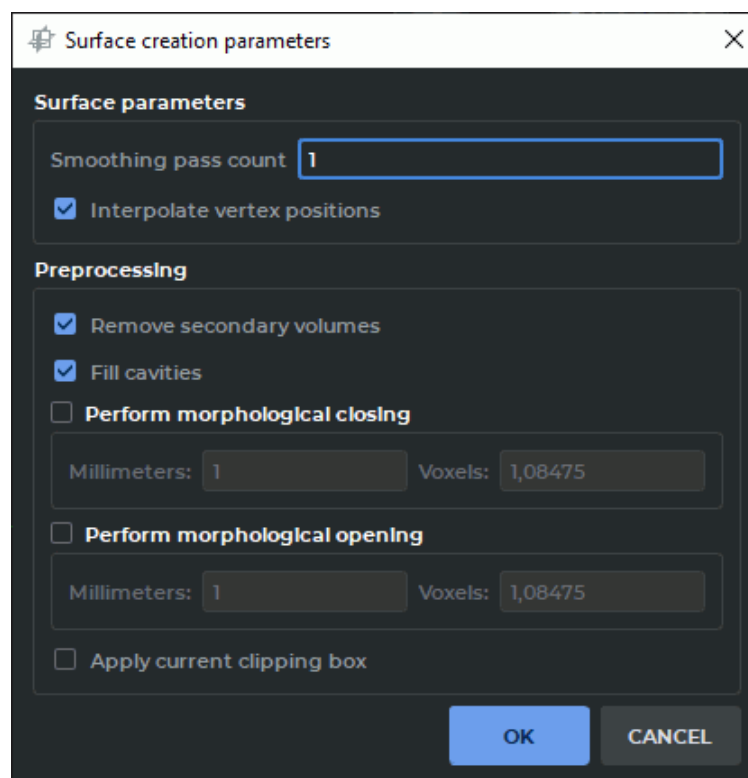 Surface creation parameters
Surface parameters
Smoothing pass count 1
Interpolate vertex positions
Preprocessing
Remove secondary volumes
Fill cavities
Perform morphological closing
Millimeters: 1 Voxels: 1,08475
Perform morphological opening
Millimeters: 1 Voxels: 1,08475
Apply current clipping box
OK CANCEL